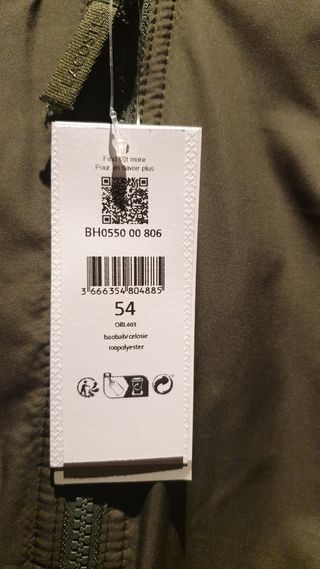 Find out more
Pour en savoir plus
BH0550 00 806
3 666354 804885
54
ORL403
baobab/celosie
100polyester